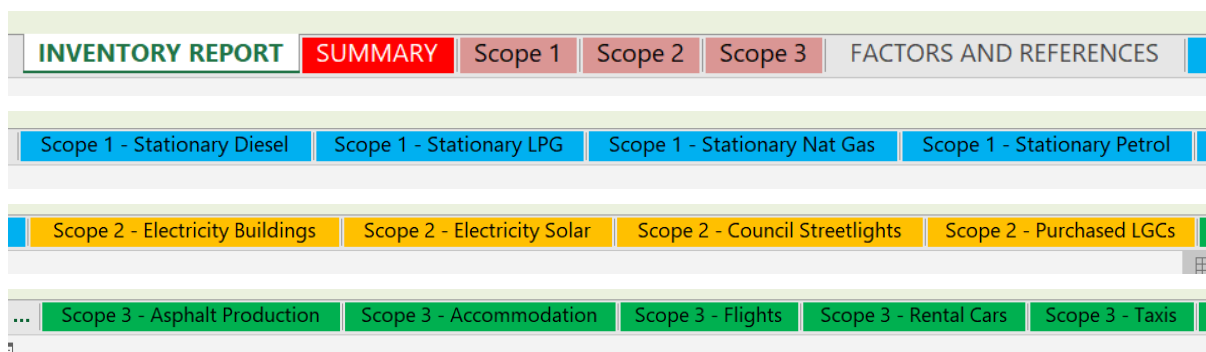 INVENTORY REPORT SUMMARY Scope 1 Scope 2 Scope 3 FACTORS AND REFERENCES
Scope 1 - Stationary Diesel Scope 1 - Stationary LPG Scope 1 - Stationary Nat Gas Scope 1 - Stationary Petrol
Scope 2 - Electricity Buildings Scope 2 - Electricity Solar Scope 2 - Council Streetlights Scope 2 - Purchased LGCs
... Scope 3 - Asphalt Production Scope 3 - Accommodation Scope 3 - Flights Scope 3 - Rental Cars Scope 3 - Taxis